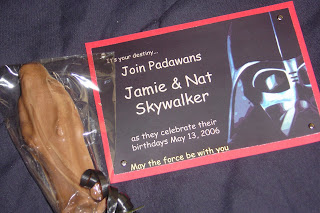 It's your destiny...
Join Padawans
Jamie & Nat
Skywalker
as they celebrate their
birthdays May 13, 2006
May the force be with you